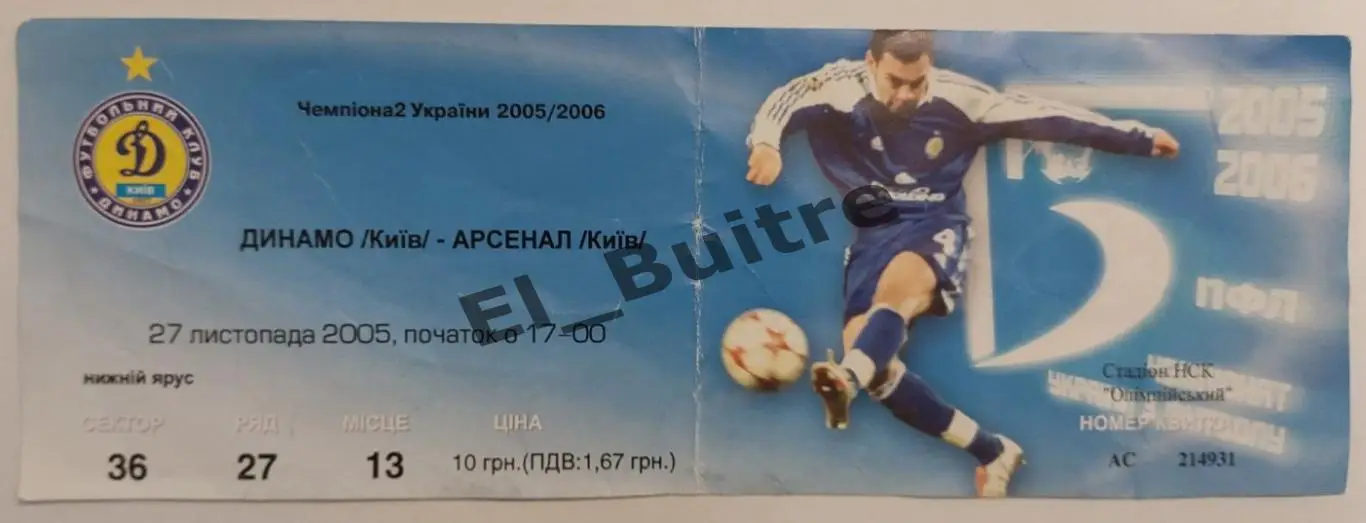 ФУТБОЛЬНИЙ КЛУБ
Д
КИЇВ
ДИНАМО
Чемпіона2 України 2005/2006
ДИНАМО /Київ/ - АРСЕНАЛ /Київ/
27 листопада 2005, початок о 17-00
нижній ярус
СЕКТОР РЯД МІСЦЕ ЦІНА
36 27 13 10 грн.(ПДВ:1,67 грн.)
El_Buitre
4
2005
2006
ПФЛ
Стадіон НСК
"Олімпійський"
НОМЕР КВИТКА
АС 214931